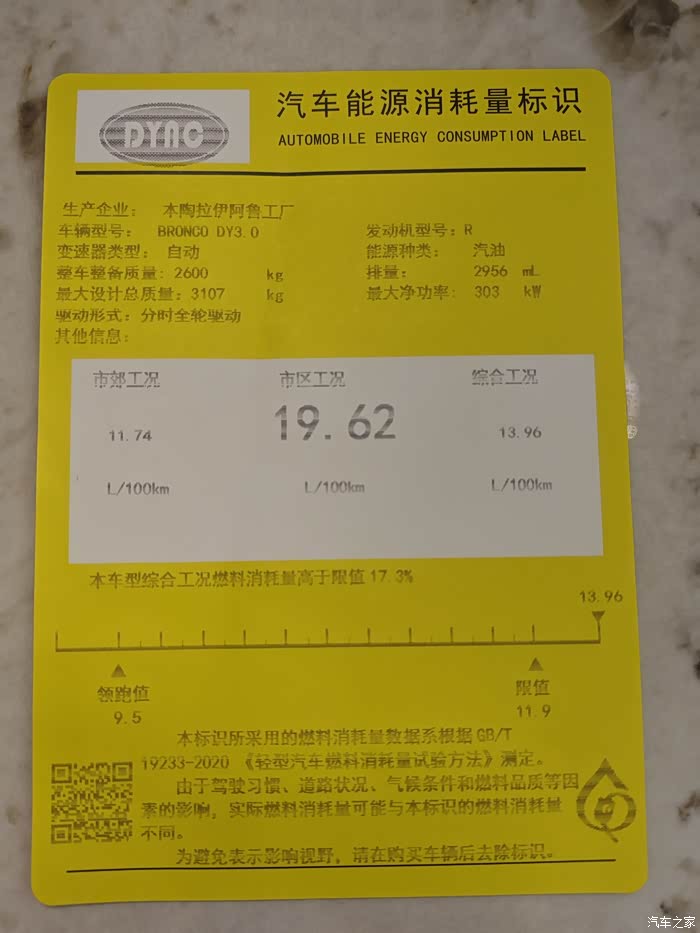 DYNC
汽车能源消耗量标识
AUTOMOBILE ENERGY CONSUMPTION LABEL
生产企业： 本陶拉伊阿鲁工厂
车辆型号： BRONCO DY3.0 发动机型号：R
变速器类型： 自动 能源种类： 汽油
整车整备质量：2600 kg 排量： 2956 mL
最大设计总质量：3107 kg 最大净功率： 303 kW
驱动形式：分时全轮驱动
其他信息：
市郊工况 市区工况 综合工况
11.74 19.62 13.96
L/100km L/100km L/100km
本车型综合工况燃料消耗量高于限值17.3%
13.96
领跑值 限值
9.5 11.9
本标识所采用的燃料消耗量数据系根据GB/T
19233-2020 《轻型汽车燃料消耗量试验方法》测定。
由于驾驶习惯、道路状况、气候条件和燃料品质等因
素的影响，实际燃料消耗量可能与本标识的燃料消耗量
不同。
为避免表示影响视野，请在购买车辆后去除标识。
汽车之家